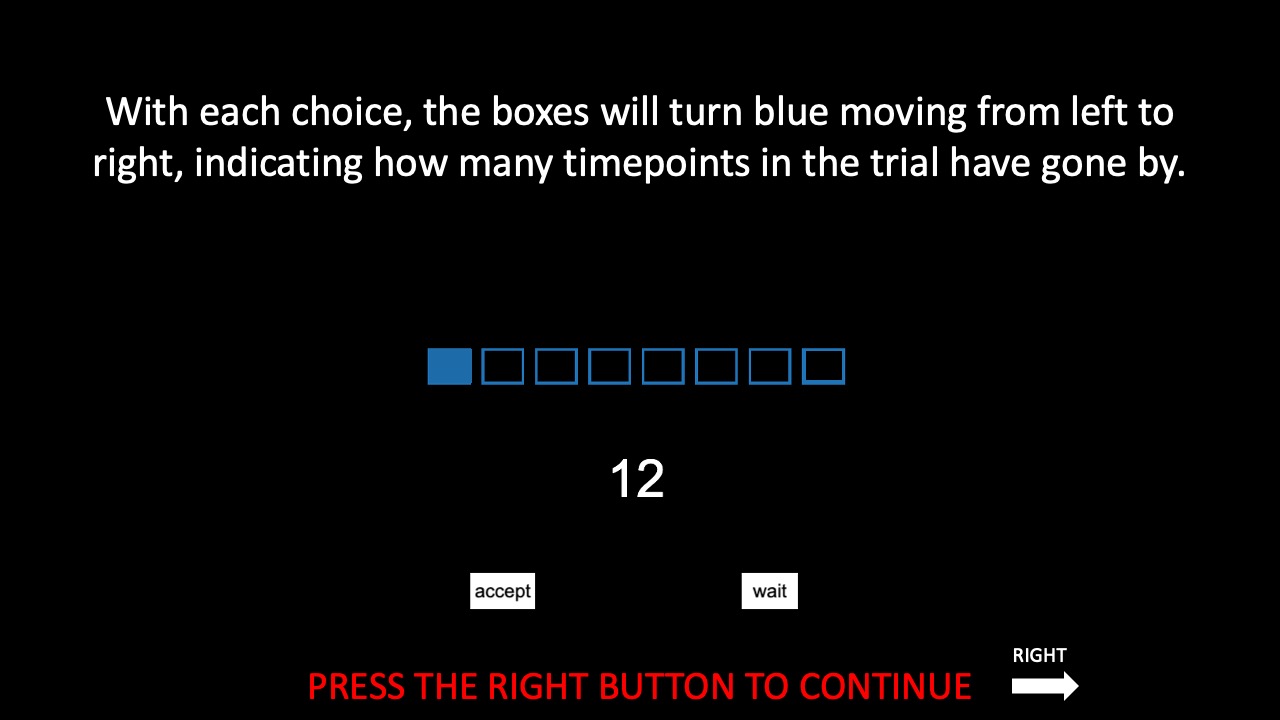 With each choice, the boxes will turn blue moving from left to
right, indicating how many timepoints in the trial have gone by.
12
accept wait
RIGHT
PRESS THE RIGHT BUTTON TO CONTINUE